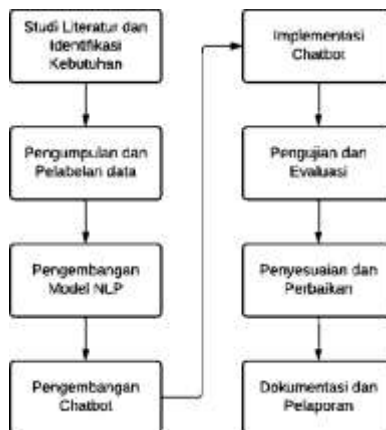 Studi Literatur dan
Identifikasi
Kebutuhan
Pengumpulan dan
Pelabelan data
Pengembangan
Model NLP
Pengembangan
Chatbot
Implementasi
Chatbot
Pengujian dan
Evaluasi
Penyesuaian dan
Perbaikan
Dokumentasi dan
Pelaporan